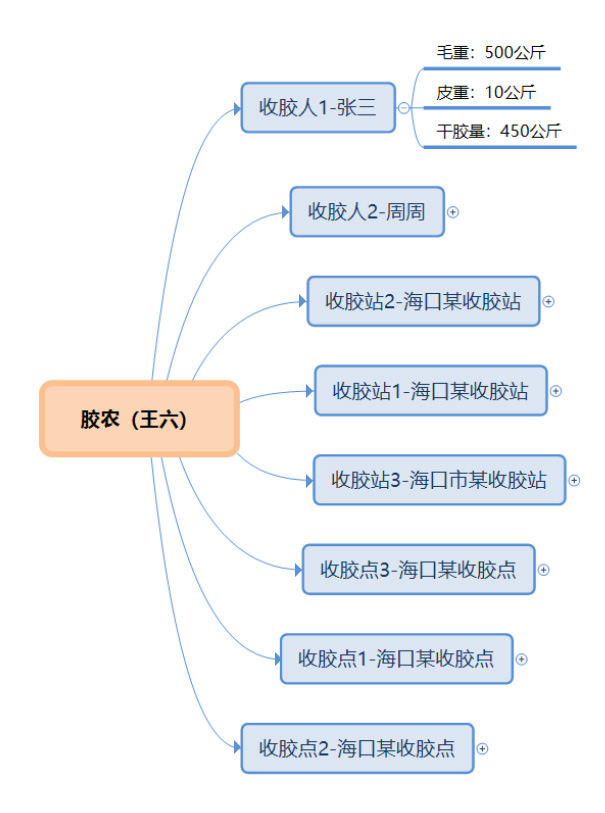 毛重：500公斤
收胶人1-张三
皮重：10公斤
干胶量：450公斤
收胶人2-周周
收胶站2-海口某收胶站
收胶站1-海口某收胶站
胶农（王六）
收胶站3-海口市某收胶站
收胶点3-海口某收胶点
收胶点1-海口某收胶点
收胶点2-海口某收胶点